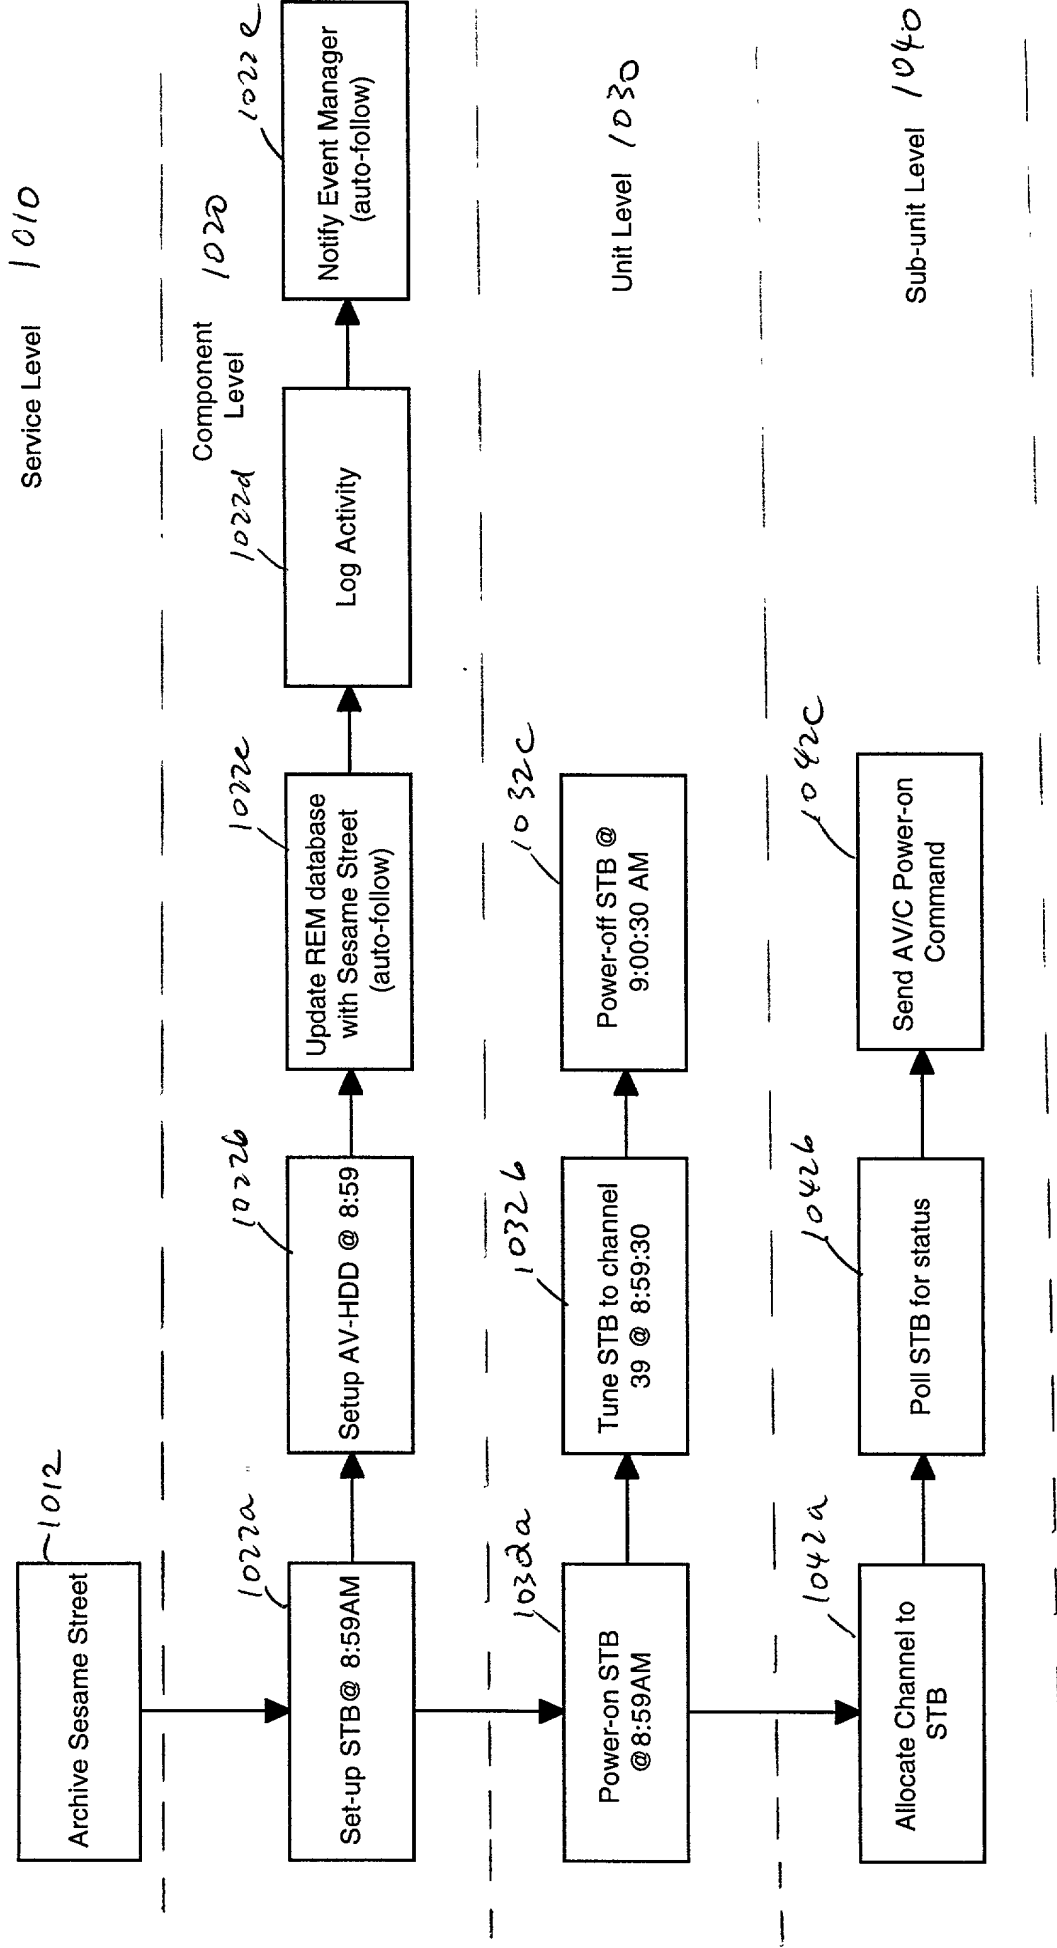 Service Level 1010
1012
Archive Sesame Street
Component
Level
1020
1022a
Set-up STB@ 8:59AM
1022b
Setup AV-HDD @ 8:59
1022c
Update REM database
with Sesame Street
(auto-follow)
1022d
Log Activity
1022e
Notify Event Manager
(auto-follow)
Unit Level 1030
1032a
Power-on STB
@ 8:59AM
1032b
Tune STB to channel
39 @ 8:59:30
1032c
Power-off STB @
9:00:30 AM
Sub-unit Level 1040
1042a
Allocate Channel to
STB
1042b
Poll STB for status
1042c
Send AV/C Power-on
Command